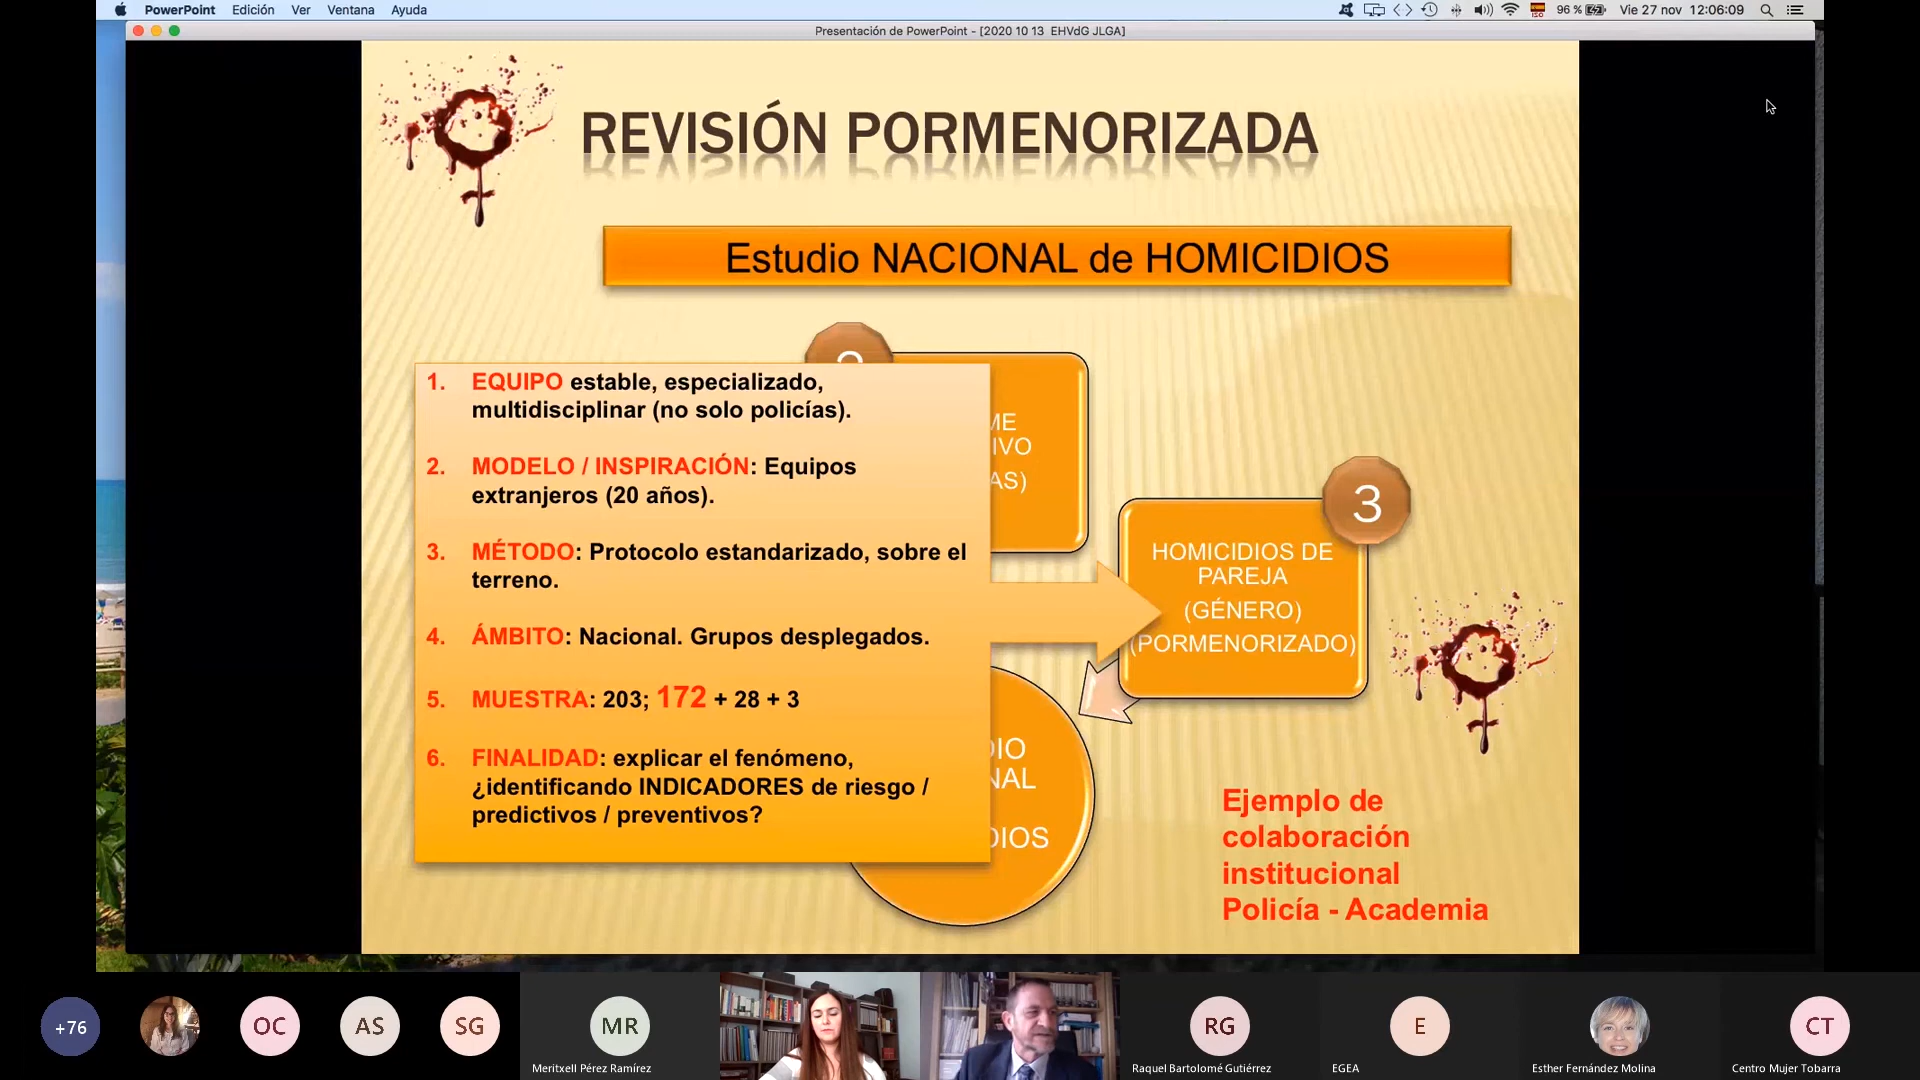 PowerPoint Edición Ver Ventana Ayuda
96 % Vie 27 nov 12:06:09
Presentación de PowerPoint - [2020 10 13 EHVdG JLGA]
REVISIÓN PORMENORIZADA
Estudio NACIONAL de HOMICIDIOS
1. EQUIPO estable, especializado,
multidisciplinar (no solo policías).
2. MODELO / INSPIRACIÓN: Equipos
extranjeros (20 años).
3. MÉTODO: Protocolo estandarizado, sobre el
terreno.
4. ÁMBITO: Nacional. Grupos desplegados.
5. MUESTRA: 203; 172 + 28 + 3
6. FINALIDAD: explicar el fenómeno,
¿identificando INDICADORES de riesgo /
predictivos / preventivos?
3
HOMICIDIOS DE
PAREJA
(GÉNERO)
(PORMENORIZADO)
Ejemplo de
colaboración
institucional
Policía - Academia
+76
OC
AS
SG
MR
Meritxell Pérez Ramírez
RG
Raquel Bartolomé Gutiérrez
E
EGEA
Esther Fernández Molina
CT
Centro Mujer Tobarra